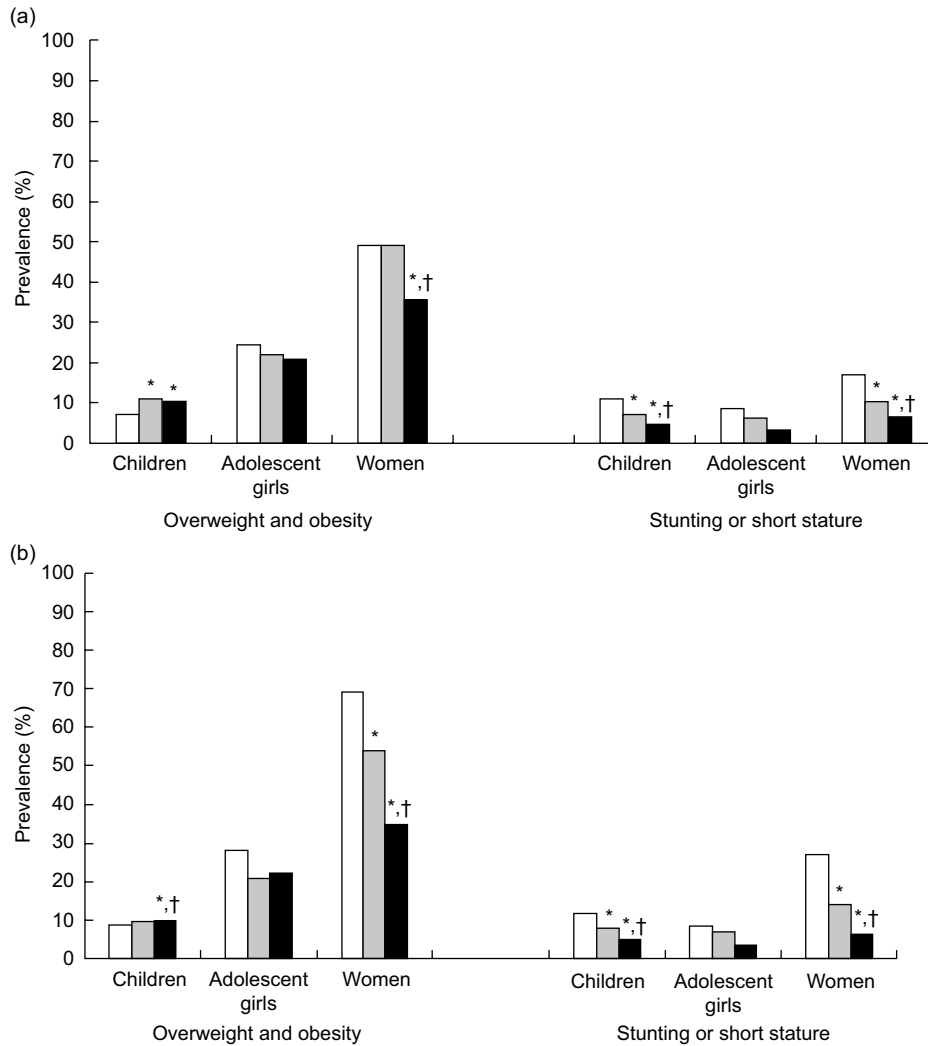 (a)
100
90
80
70
60
50
40
30
20
10
0
Prevalence (%)
* *
*,†
* *,†
* *,†
Children Adolescent girls Women
Overweight and obesity
Children Adolescent girls Women
Stunting or short stature
(b)
100
90
80
70
60
50
40
30
20
10
0
Prevalence (%)
*,†
* *,†
* *,†
* *,†
Children Adolescent girls Women
Overweight and obesity
Children Adolescent girls Women
Stunting or short stature